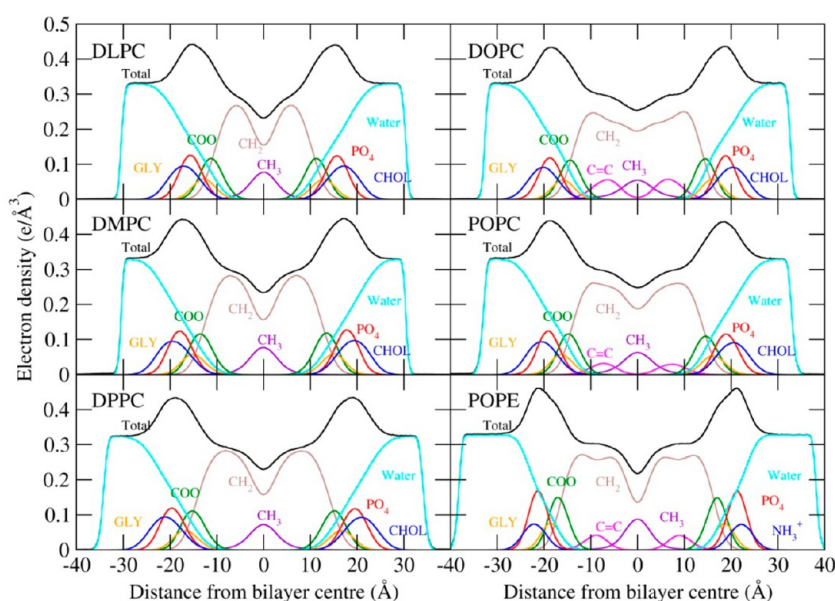 0.5
DLPC
DOPC
0.4
Total
Total
0.3
Water
Water
CH2
0.2
COO
CH2
COO
PO4
PO4
GLY
CH3
C=C
CH3
0.1
GLY
CHOL
CHOL
0
DMPC
POPC
0.4
Total
Total
0.3
Water
Water
CH2
CH2
0.2
COO
COO
PO4
PO4
GLY
CH3
GLY
CH3
0.1
CHOL
C=C
CHOL
0
DPPC
POPE
0.4
Total
Total
0.3
Water
Water
CH2
CH2
0.2
COO
COO
PO4
PO4
GLY
CH3
GLY
C=C
CH3
0.1
CHOL
NH3+
0
-40 -30 -20 -10 0 10 20 30 -40 -30 -20 -10 0 10 20 30 40
Distance from bilayer centre (Å)
Distance from bilayer centre (Å)
Electron density (e/Å3)